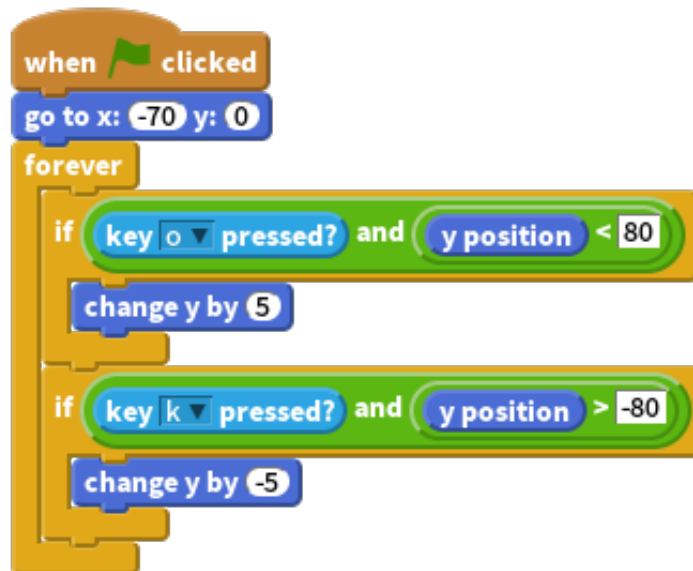 when clicked
go to x: -70 y: 0
forever
if key o pressed? and y position < 80
change y by 5
if key k pressed? and y position > -80
change y by -5